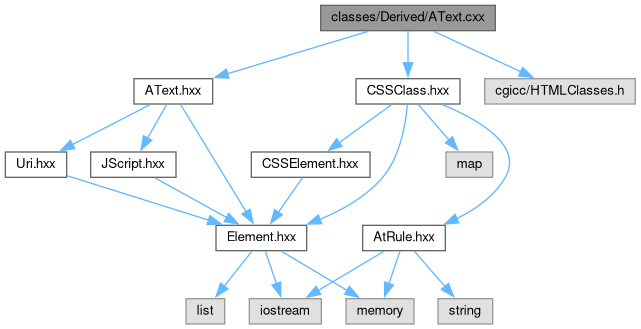 classes/Derived/AText.cxx
AText.hxx
CSSClass.hxx
cgicc/HTMLClasses.h
Uri.hxx
JScript.hxx
CSSElement.hxx
map
Element.hxx
AtRule.hxx
list
iostream
memory
string